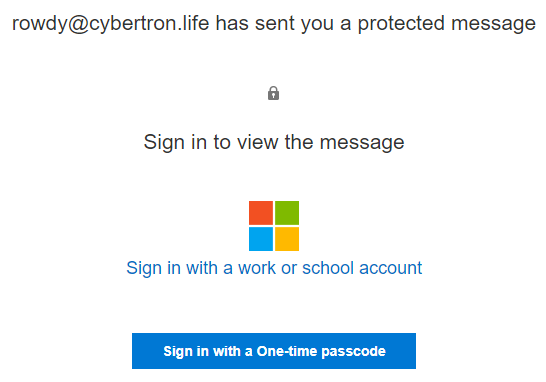 rowdy@cybertron.life has sent you a protected message
Sign in to view the message
Sign in with a work or school account
Sign in with a One-time passcode